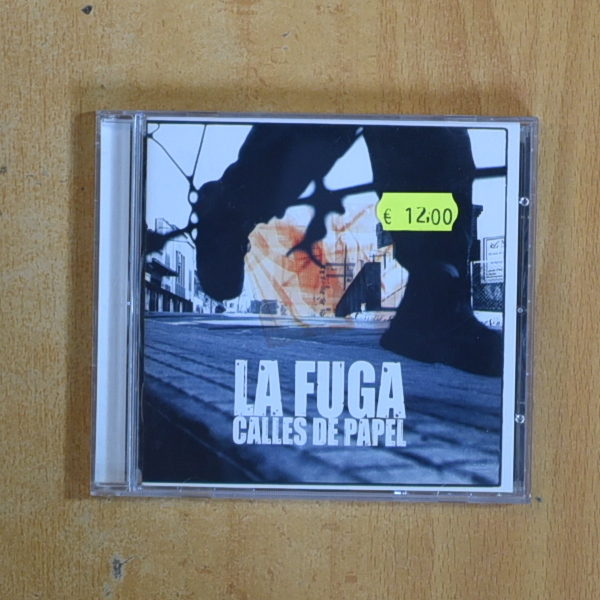 € 12.00
LA FUGA
CALLES DE PAPEL